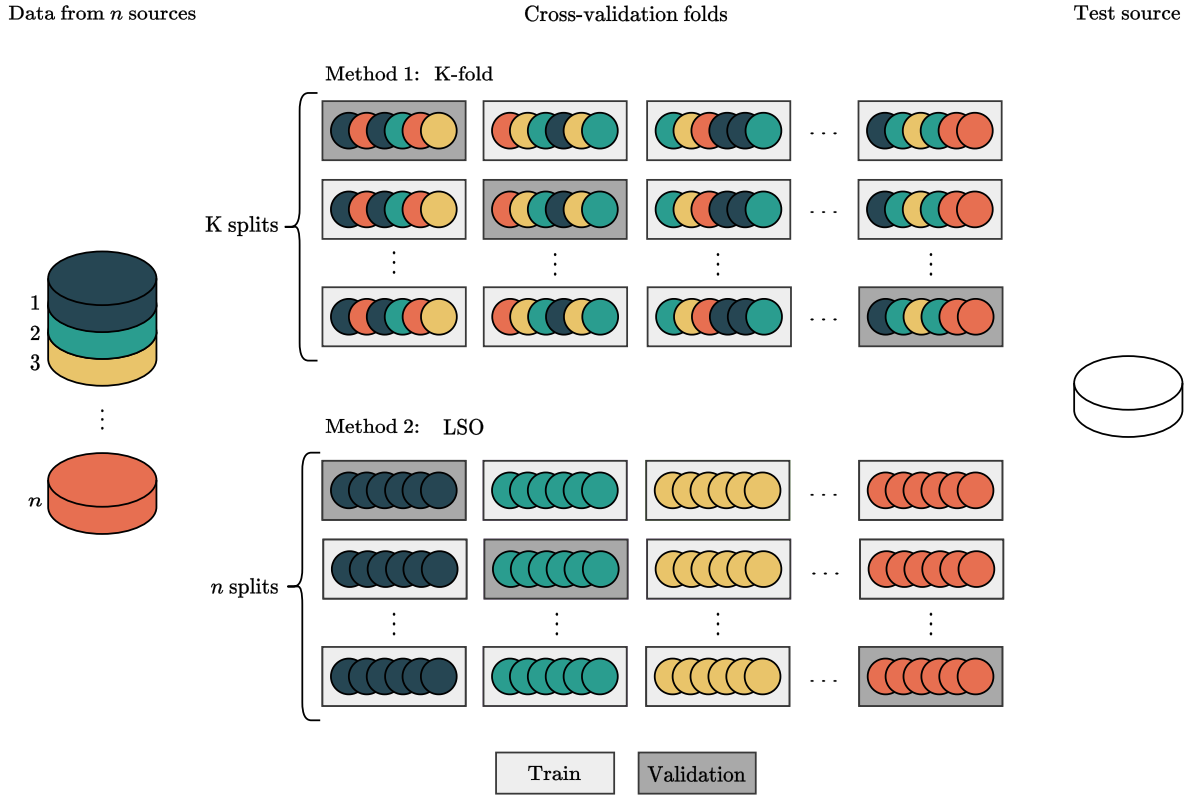 Data from n sources
Cross-validation folds
Test source
Method 1: K-fold
. . .
. . .
K splits
1
2
3
. . .
Method 2: LSO
n
. . .
. . .
n splits
. . .
Train
Validation